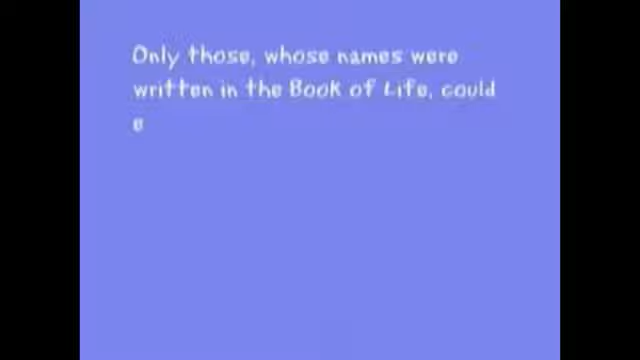 Only those, whose names were
written in the Book of Life, could
e